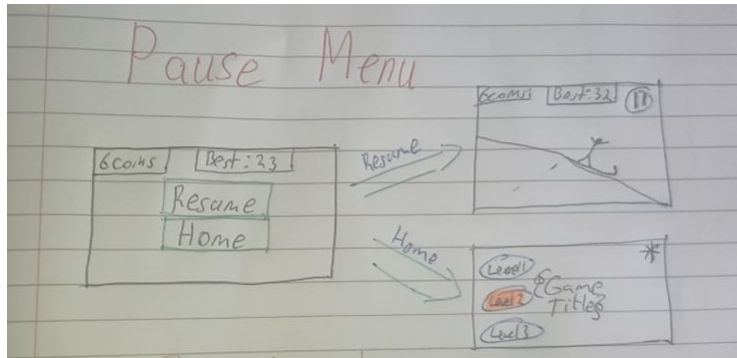 Pause Menu
6coins Best: 32
6coins Best: 23
Resume
Resume
Home
Home
Level1
Game
Level2
Titles
Level3